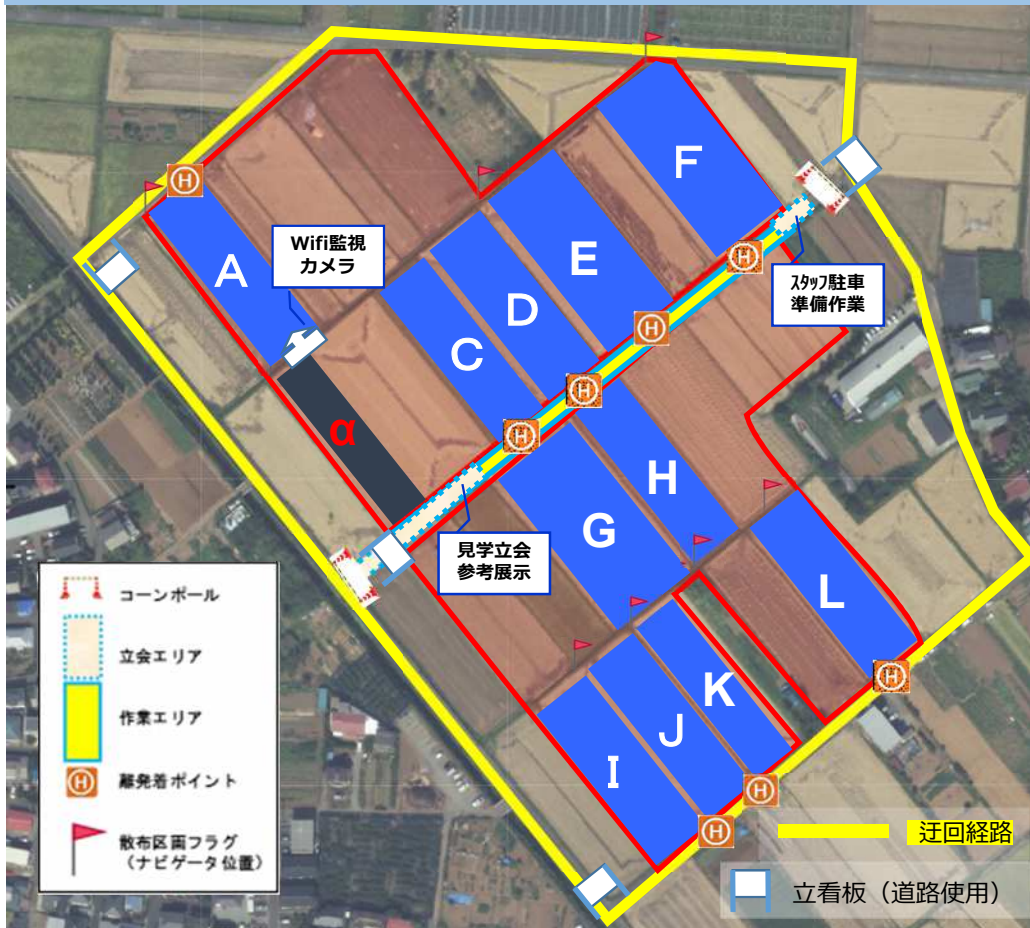 F
Wifi監視
カメラ
A
E
スタッフ駐車
準備作業
D
C
α
H
G
見学立会
参考展示
L
K
J
I
コーンポール
立会エリア
作業エリア
離発着ポイント
散布区画フラグ
（ナビゲータ位置）
迂回経路
立看板（道路使用）
H
H
H
H
H
H
H
H
H